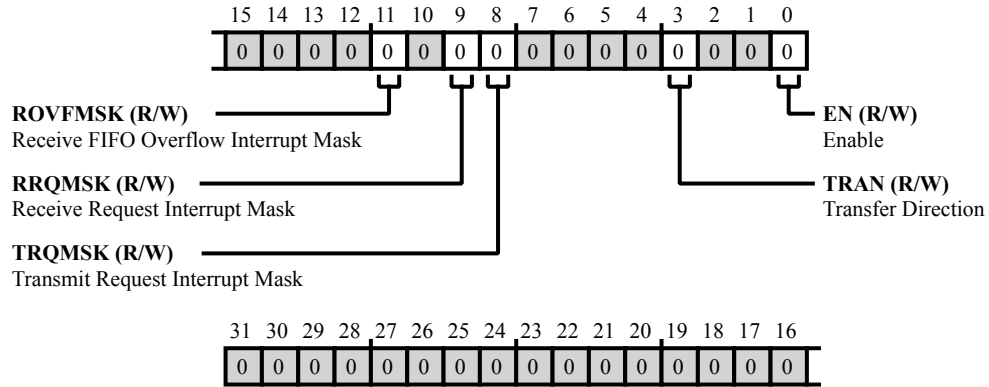 15 14 13 12 11 10 9 8 7 6 5 4 3 2 1 0
0 0 0 0 0 0 0 0 0 0 0 0 0 0 0 0
ROVFMSK (R/W)
Receive FIFO Overflow Interrupt Mask
EN (R/W)
Enable
RRQMSK (R/W)
Receive Request Interrupt Mask
TRAN (R/W)
Transfer Direction
TRQMSK (R/W)
Transmit Request Interrupt Mask
31 30 29 28 27 26 25 24 23 22 21 20 19 18 17 16
0 0 0 0 0 0 0 0 0 0 0 0 0 0 0 0